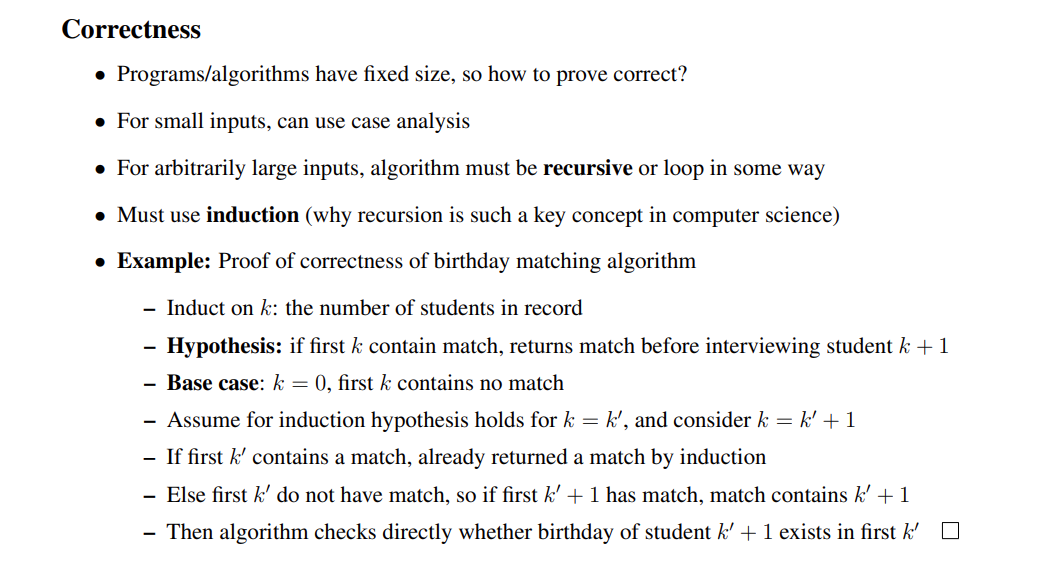 Correctness
• Programs/algorithms have fixed size, so how to prove correct?
• For small inputs, can use case analysis
• For arbitrarily large inputs, algorithm must be recursive or loop in some way
• Must use induction (why recursion is such a key concept in computer science)
• Example: Proof of correctness of birthday matching algorithm
– Induct on k: the number of students in record
– Hypothesis: if first k contain match, returns match before interviewing student k + 1
– Base case: k = 0, first k contains no match
– Assume for induction hypothesis holds for k = k′, and consider k = k′ + 1
– If first k′ contains a match, already returned a match by induction
– Else first k′ do not have match, so if first k′ + 1 has match, match contains k′ + 1
– Then algorithm checks directly whether birthday of student k′ + 1 exists in first k′ □